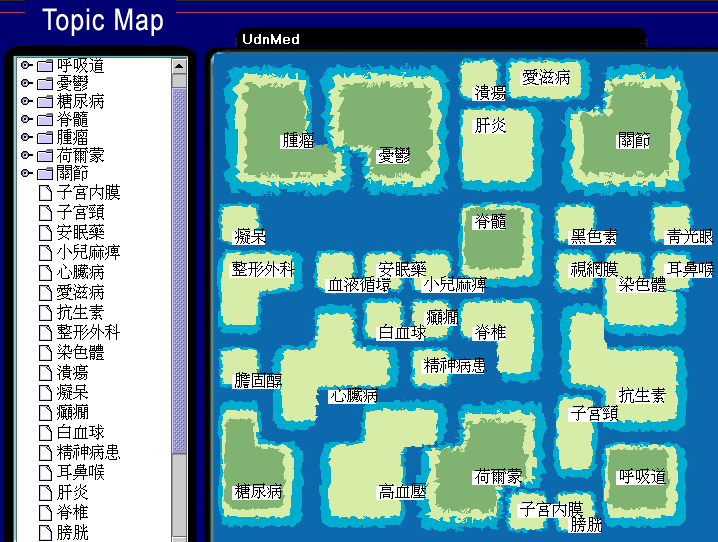 Topic Map
UdnMed
呼吸道
憂鬱
糖尿病
脊髓
腫瘤
荷爾蒙
關節
子宮內膜
子宮頸
安眠藥
小兒麻痺
心臟病
愛滋病
抗生素
整形外科
染色體
潰瘍
癡呆
癲癇
白血球
精神病患
耳鼻喉
肝炎
脊椎
膀胱
愛滋病
潰瘍
肝炎
腫瘤
關節
憂鬱
脊髓
癡呆
黑色素
青光眼
整形外科
安眠藥
視網膜
耳鼻喉
血液循環
小兒麻痺
染色體
癲癇
白血球
脊椎
精神病患
膽固醇
心臟病
抗生素
子宮頸
荷爾蒙
呼吸道
糖尿病
高血壓
子宮內膜
膀胱